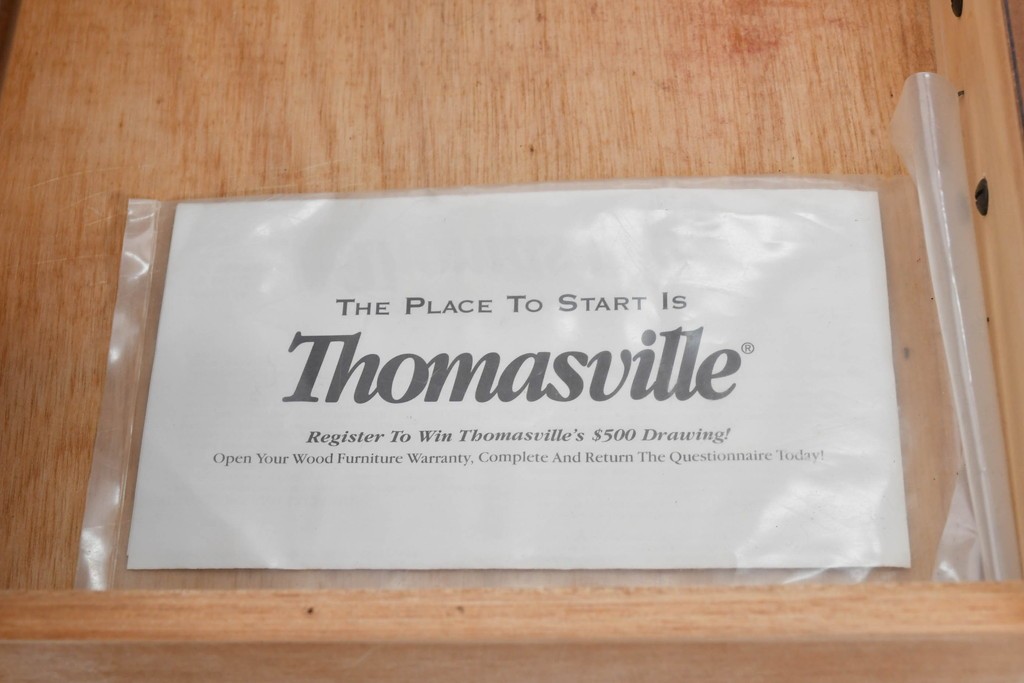 The Place To Start Is
Thomasville®
Register To Win Thomasville's $500 Drawing!
Open Your Wood Furniture Warranty, Complete And Return The Questionnaire Today!